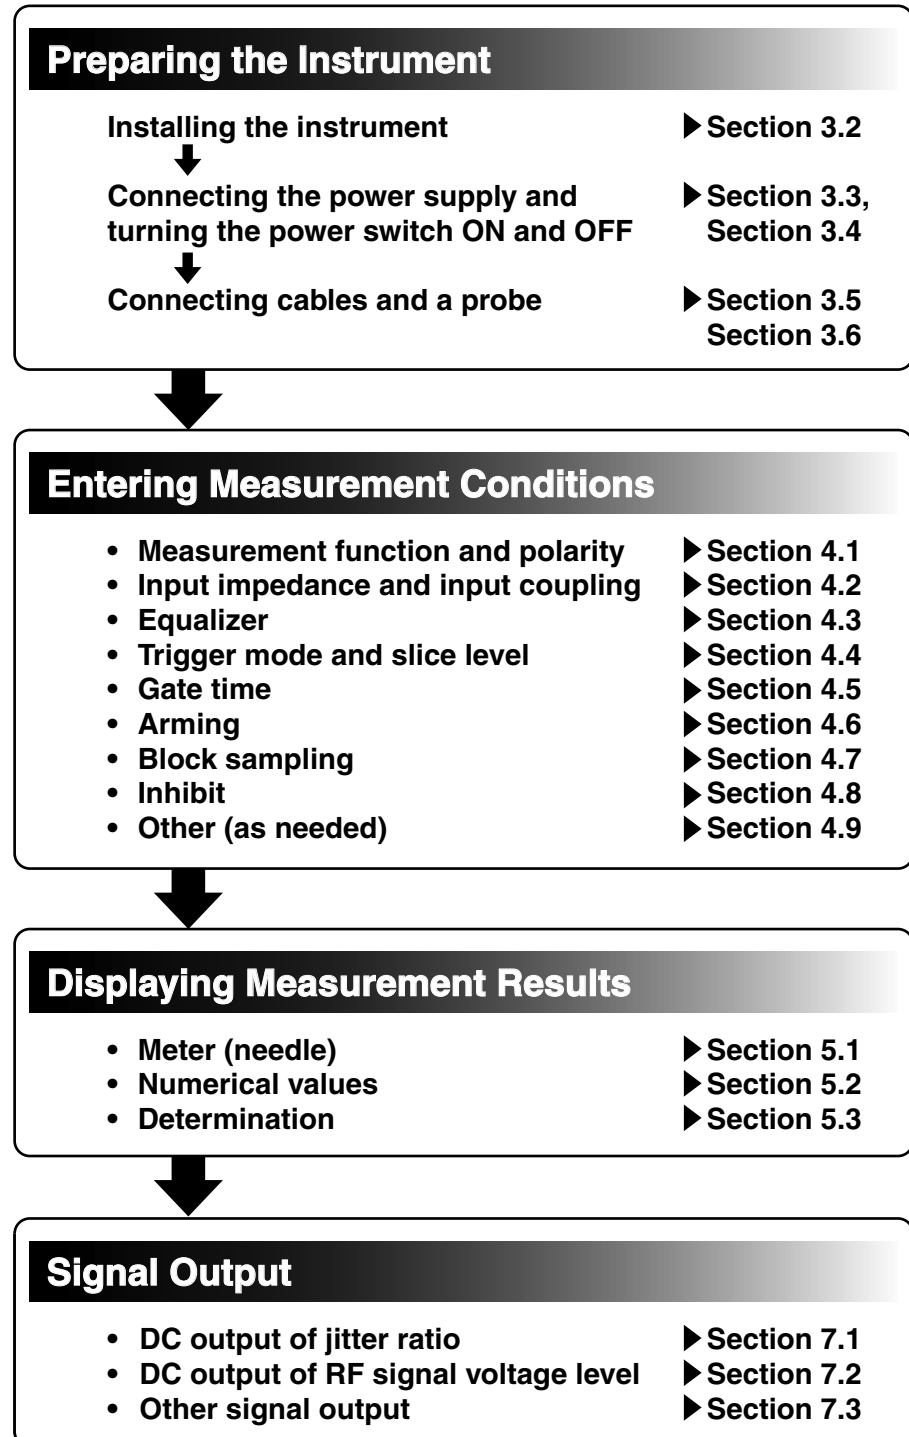 Preparing the Instrument
Installing the instrument ▶Section 3.2
Connecting the power supply and ▶Section 3.3,
turning the power switch ON and OFF Section 3.4
Connecting cables and a probe ▶Section 3.5
Section 3.6
Entering Measurement Conditions
• Measurement function and polarity ▶Section 4.1
• Input impedance and input coupling ▶Section 4.2
• Equalizer ▶Section 4.3
• Trigger mode and slice level ▶Section 4.4
• Gate time ▶Section 4.5
• Arming ▶Section 4.6
• Block sampling ▶Section 4.7
• Inhibit ▶Section 4.8
• Other (as needed) ▶Section 4.9
Displaying Measurement Results
• Meter (needle) ▶Section 5.1
• Numerical values ▶Section 5.2
• Determination ▶Section 5.3
Signal Output
• DC output of jitter ratio ▶Section 7.1
• DC output of RF signal voltage level ▶Section 7.2
• Other signal output ▶Section 7.3